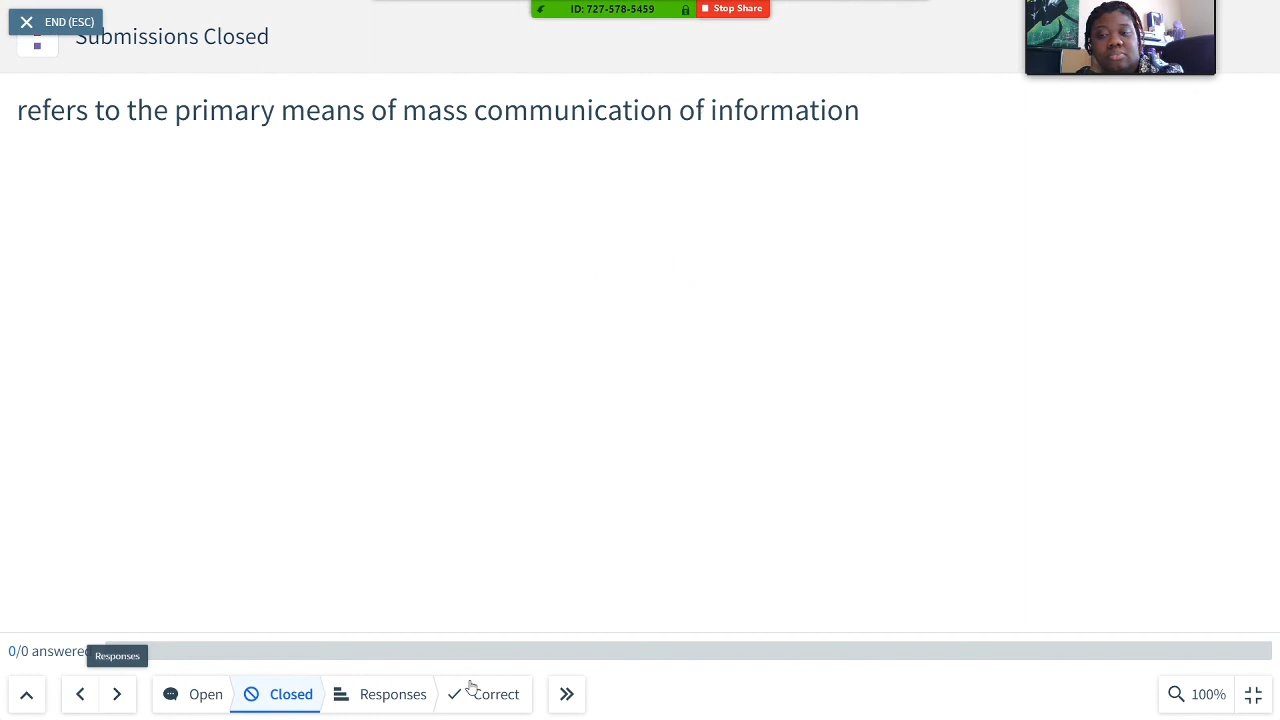 END (ESC)
ID: 727-578-5459
Stop Share
Submissions Closed
refers to the primary means of mass communication of information
0/0 answered
Responses
Open
Closed
Responses
Correct
100%